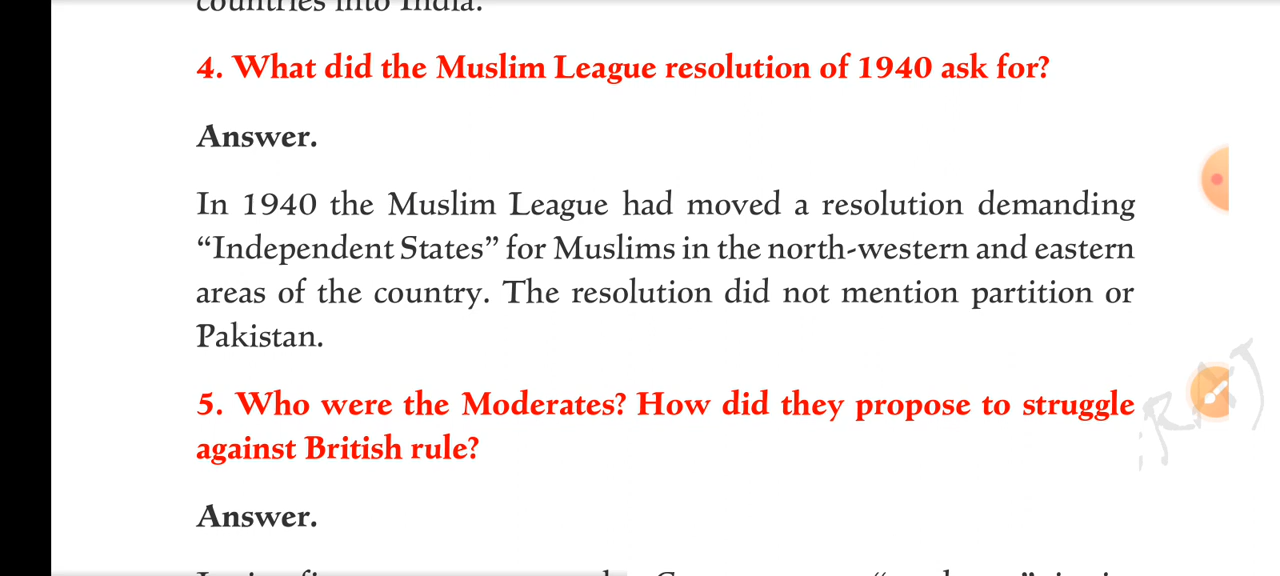 countries into India.
4. What did the Muslim League resolution of 1940 ask for?
Answer.
In 1940 the Muslim League had moved a resolution demanding
“Independent States” for Muslims in the north-western and eastern
areas of the country. The resolution did not mention partition or
Pakistan.
5. Who were the Moderates? How did they propose to struggle
against British rule?
Answer.